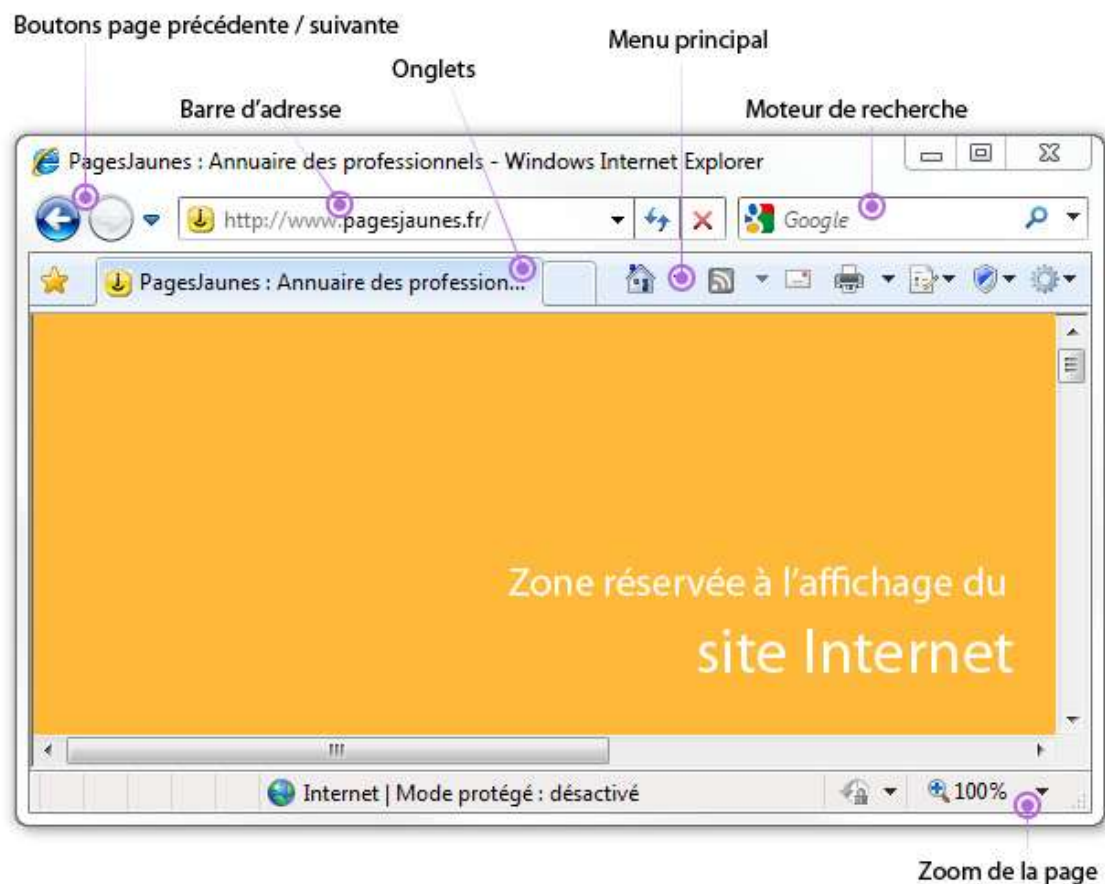 Boutons page précédente / suivante
Menu principal
Onglets
Barre d'adresse
Moteur de recherche
PagesJaunes : Annuaire des professionnels - Windows Internet Explorer
http://www.pagesjaunes.fr/
Google
PagesJaunes : Annuaire des profession...
Zone réservée à l'affichage du
site Internet
Internet | Mode protégé : désactivé
100%
Zoom de la page